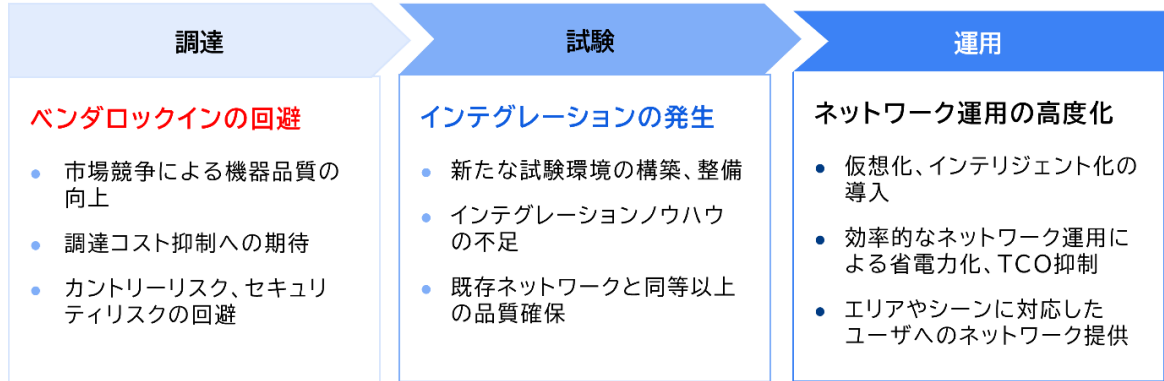 調達
ベンダロックインの回避
● 市場競争による機器品質の
向上
● 調達コスト抑制への期待
● カントリーリスク、セキュリ
ティリスクの回避
試験
インテグレーションの発生
● 新たな試験環境の構築、整備
● インテグレーションノウハウ
の不足
● 既存ネットワークと同等以上
の品質確保
運用
ネットワーク運用の高度化
● 仮想化、インテリジェント化の
導入
● 効率的なネットワーク運用に
よる省電力化、TCO抑制
● エリアやシーンに対応した
ユーザへのネットワーク提供